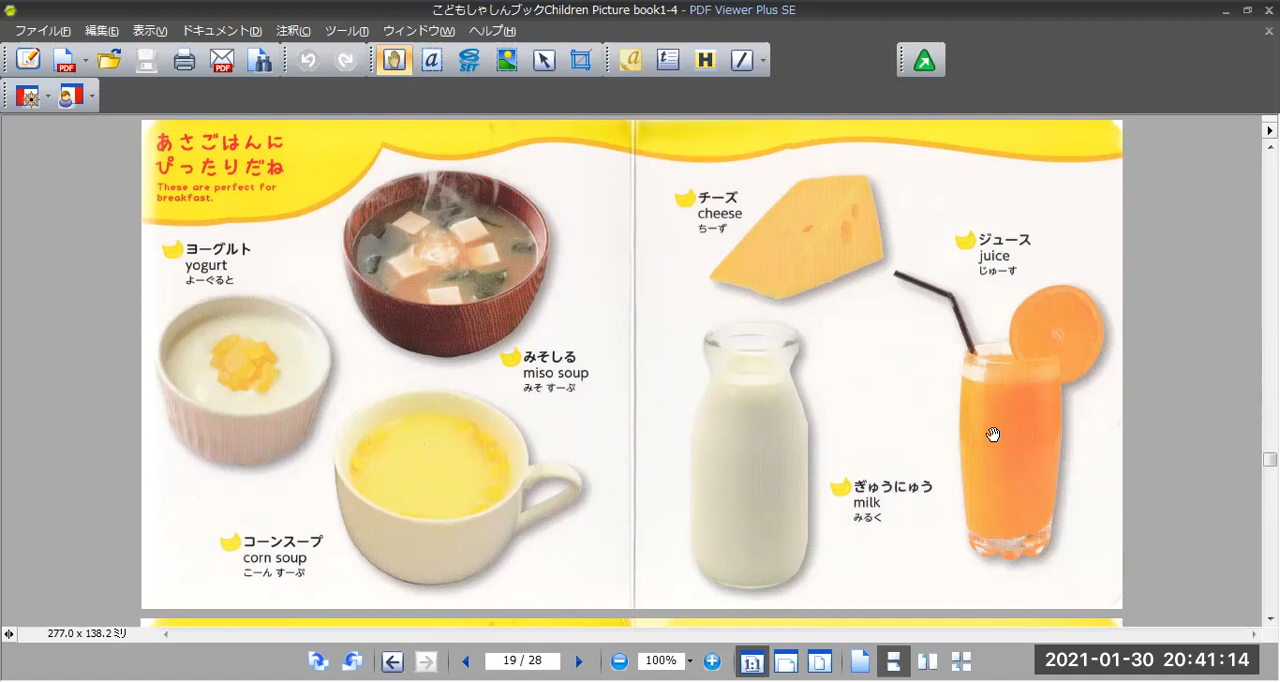 こどもしゃしんブックChildren Picture book1-4 - PDF Viewer Plus SE
ファイル(F) 編集(E) 表示(V) ドキュメント(D) 注釈(C) ツール(T) ウィンドウ(W) ヘルプ(H)
PDF PDF a SET a t H
あさごはんに
ぴったりだね
These are perfect for
breakfast.
ヨーグルト
yogurt
よーぐると
みそしる
miso soup
みそ すーぷ
コーンスープ
corn soup
こーん すーぷ
チーズ
cheese
ちーず
ジュース
juice
じゅーす
ぎゅうにゅう
milk
みるく
277.0 x 138.2 ミリ
19 / 28 100% 1:1
2021-01-30 20:41:14